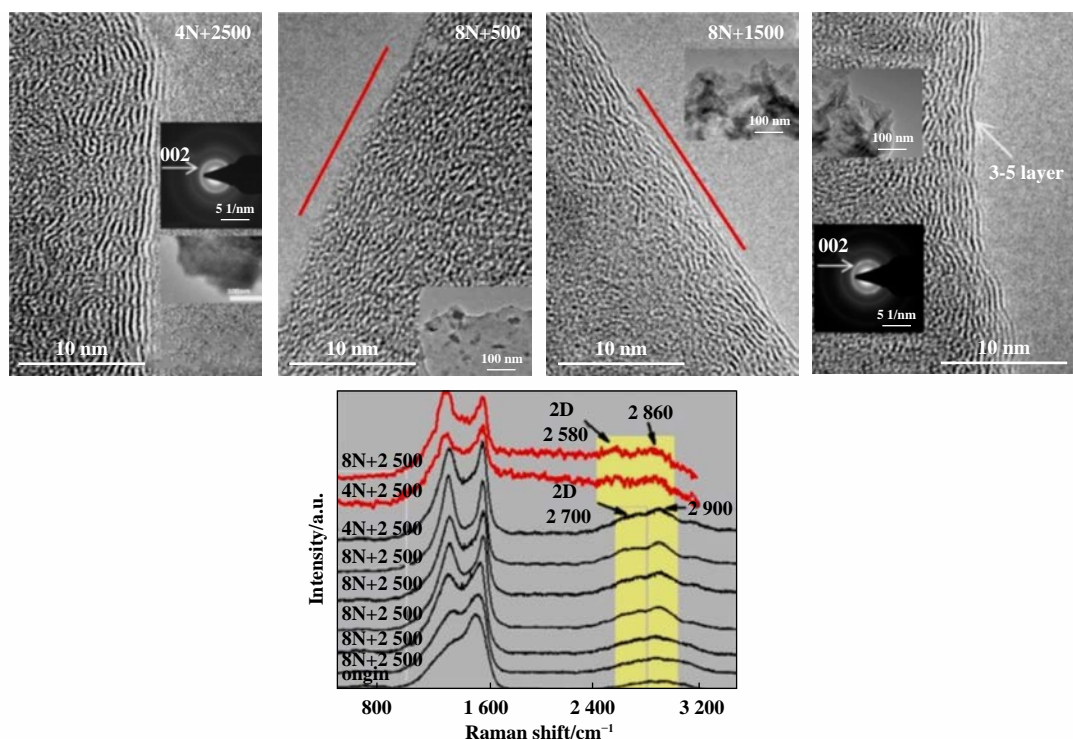 4N+2500
002
5 1/nm
10 nm
8N+500
100 nm
10 nm
8N+1500
100 nm
10 nm
100 nm
3-5 layer
002
5 1/nm
10 nm
2D
2 580
2 860
8N+2 500
4N+2 500
2D
2 700
2 900
4N+2 500
8N+2 500
8N+2 500
8N+2 500
8N+2 500
8N+2 500
ongin
Intensity/a.u.
800
1 600
2 400
3 200
Raman shift/cm⁻¹